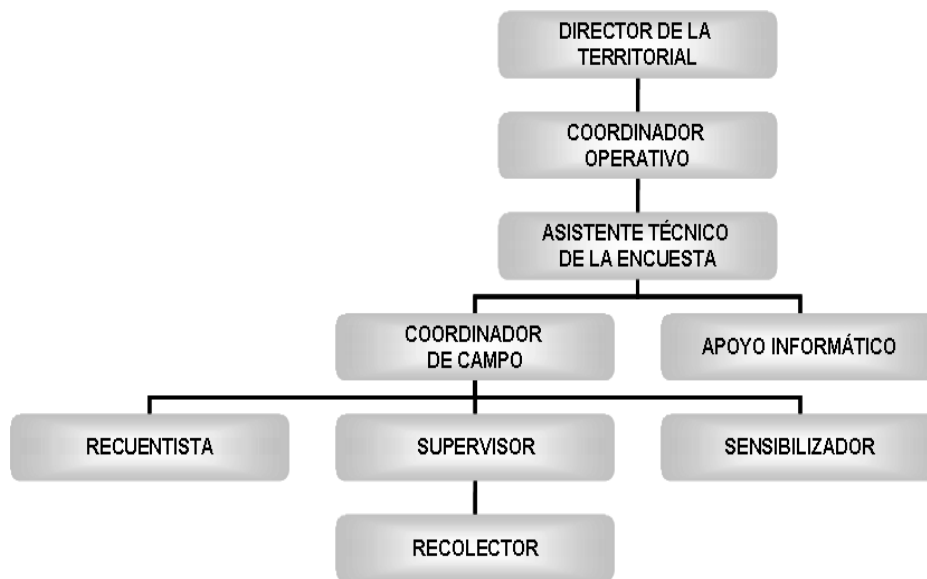 DIRECTOR DE LA
TERRITORIAL
COORDINADOR
OPERATIVO
ASISTENTE TÉCNICO
DE LA ENCUESTA
COORDINADOR
DE CAMPO
APOYO INFORMÁTICO
RECUENTISTA
SUPERVISOR
SENSIBILIZADOR
RECOLECTOR